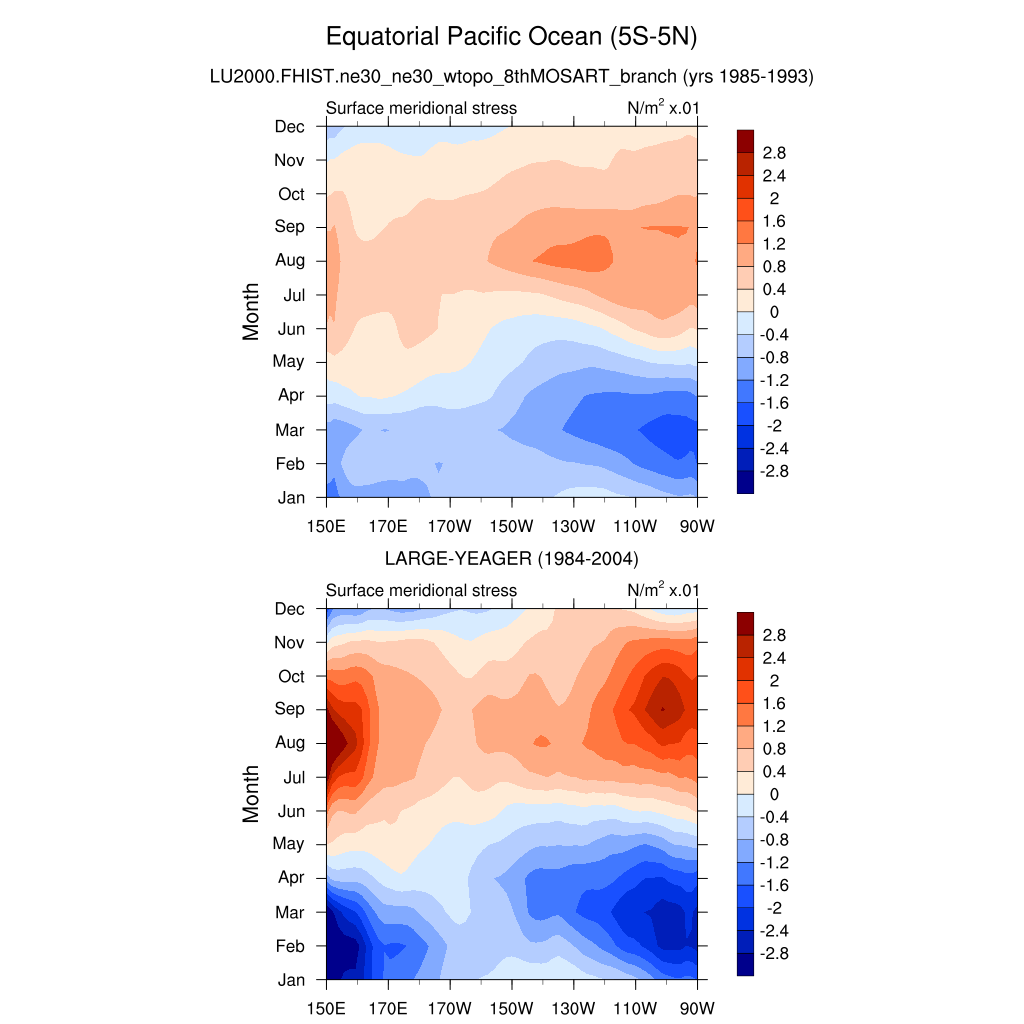 Equatorial Pacific Ocean (5S-5N)
LU2000.FHIST.ne30_ne30_wtopo_8thMOSART_branch (yrs 1985-1993)
Surface meridional stress N/m² x.01
Dec
Nov
Oct
Sep
Aug
Jul
Jun
May
Apr
Mar
Feb
Jan
Month
150E 170E 170W 150W 130W 110W 90W
2.8
2.4
2
1.6
1.2
0.8
0.4
0
-0.4
-0.8
-1.2
-1.6
-2
-2.4
-2.8
LARGE-YEAGER (1984-2004)
Surface meridional stress N/m² x.01
Dec
Nov
Oct
Sep
Aug
Jul
Jun
May
Apr
Mar
Feb
Jan
Month
150E 170E 170W 150W 130W 110W 90W
2.8
2.4
2
1.6
1.2
0.8
0.4
0
-0.4
-0.8
-1.2
-1.6
-2
-2.4
-2.8